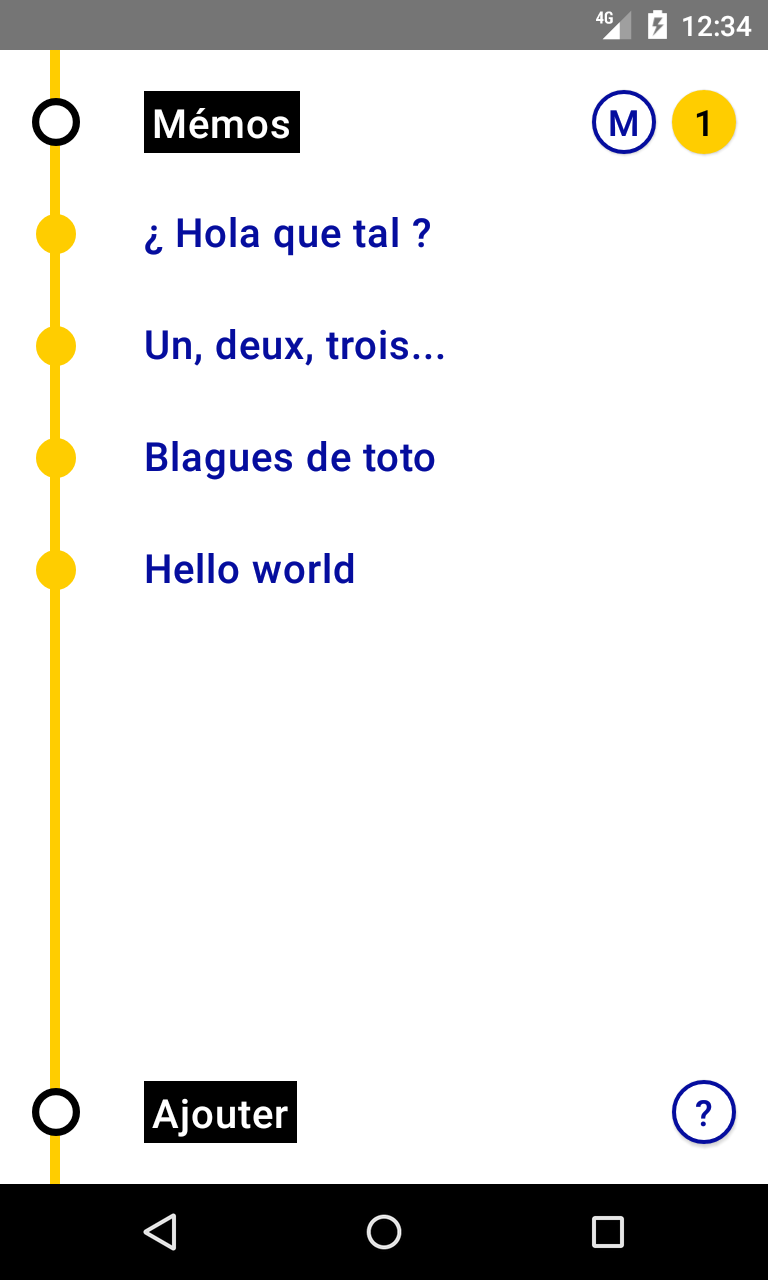 4G 12:34
Mémos M 1
¿ Hola que tal ?
Un, deux, trois...
Blagues de toto
Hello world
Ajouter ?